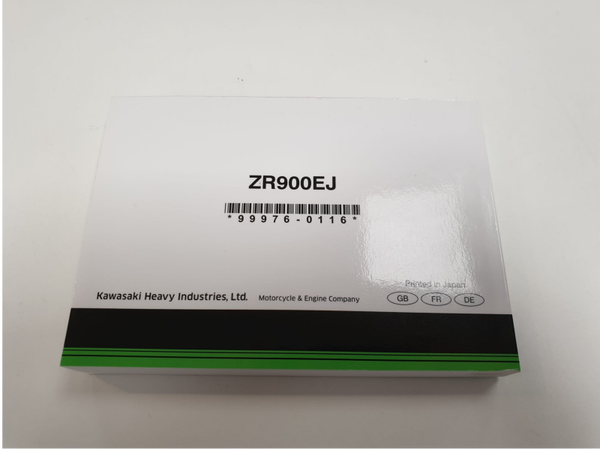 ZR900EJ
*99976-0116*
Printed in Japan
Kawasaki Heavy Industries, Ltd. Motorcycle & Engine Company GB FR DE